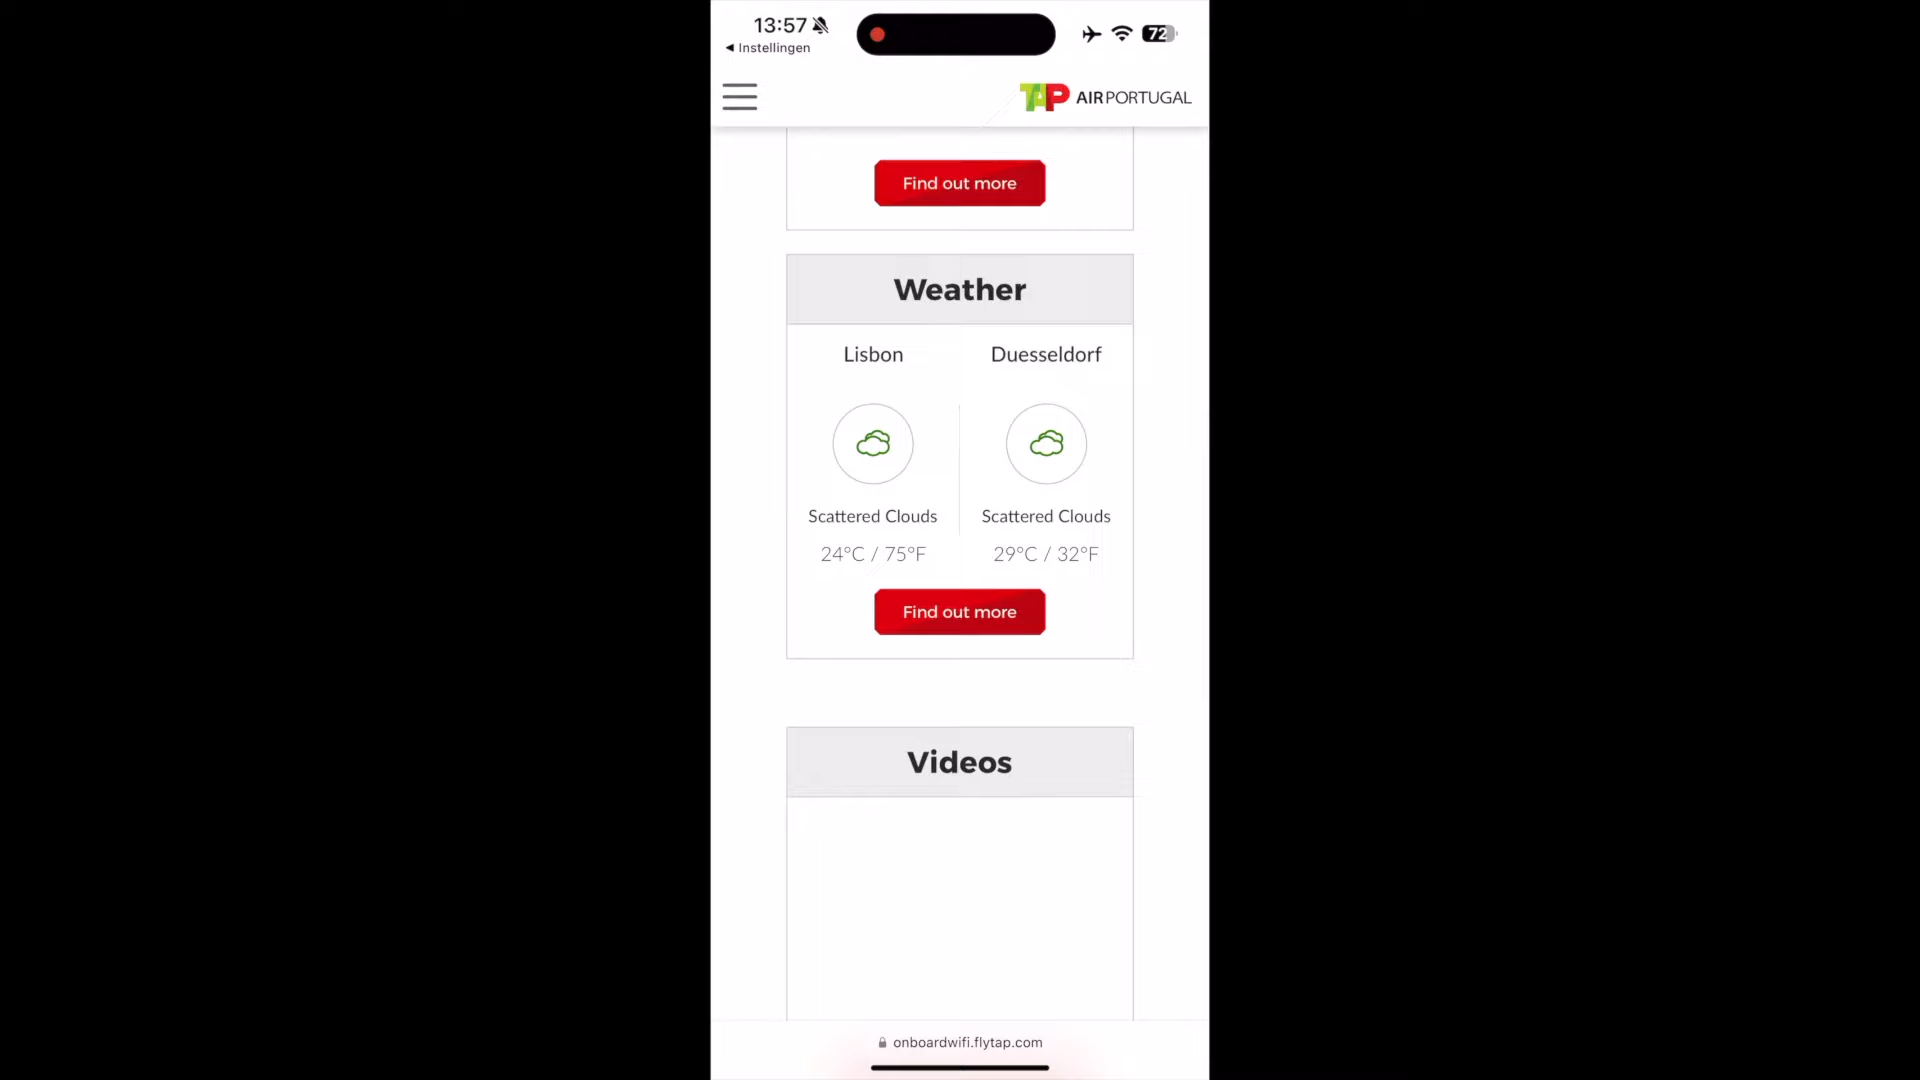 13:57
72
◄ Instellingen
TAP AIRPORTUGAL
Find out more
Weather
Lisbon
Duesseldorf
Scattered Clouds
Scattered Clouds
24°C / 75°F
29°C / 32°F
Find out more
Videos
onboardwifi.flytap.com